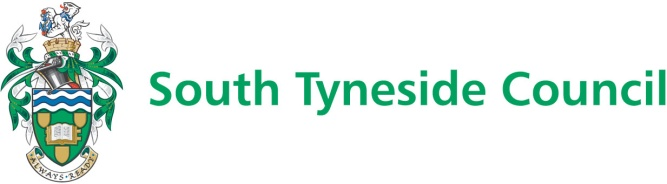 South Tyneside Council
ALWAYS · READY